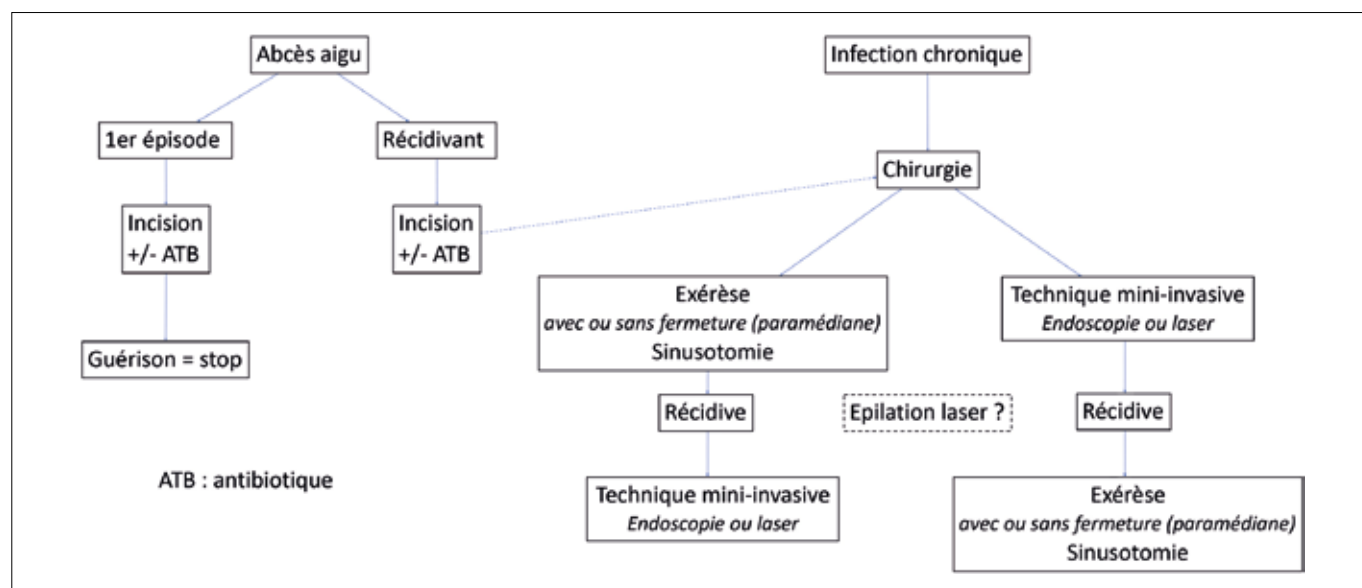 Abcès aigu
Infection chronique
1er épisode
Récidivant
Chirurgie
Incision
+/- ATB
Incision
+/- ATB
Exérèse
avec ou sans fermeture (paramédiane)
Sinusotomie
Technique mini-invasive
Endoscopie ou laser
Guérison = stop
Récidive
Epilation laser ?
Récidive
ATB : antibiotique
Technique mini-invasive
Endoscopie ou laser
Exérèse
avec ou sans fermeture (paramédiane)
Sinusotomie